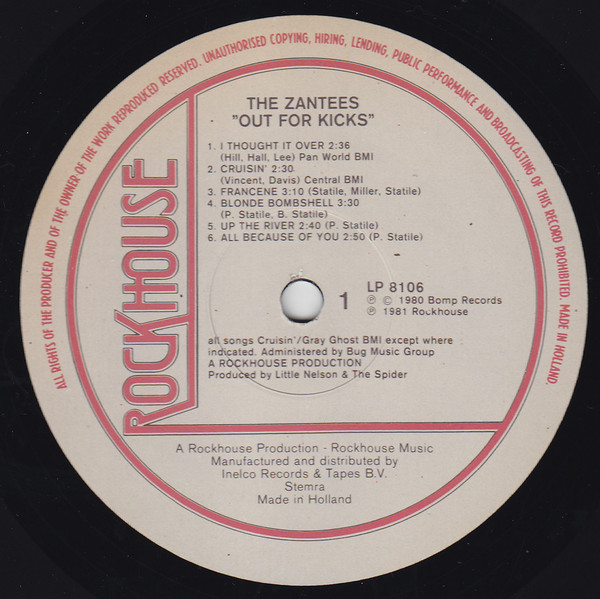 ALL RIGHTS OF THE PRODUCER AND OF THE OWNER OF THE WORK REPRODUCED RESERVED. UNAUTHORISED COPYING, HIRING, LENDING, PUBLIC PERFORMANCE AND BROADCASTING OF THIS RECORD PROHIBITED. MADE IN HOLLAND.
ROCKHOUSE
THE ZANTEES
"OUT FOR KICKS"
1. I THOUGHT IT OVER 2:36
(Hill, Hall, Lee) Pan World BMI
2. CRUISIN' 2:30
(Vincent, Davis) Central BMI
3. FRANCENE 3:10 (Statile, Miller, Statile)
4. BLONDE BOMBSHELL 3:30
(P. Statile, B. Statile)
5. UP THE RIVER 2:40 (P. Statile)
6. ALL BECAUSE OF YOU 2:50 (P. Statile)
1
LP 8106
℗ © 1980 Bomp Records
℗ 1981 Rockhouse
all songs Cruisin'/Gray Ghost BMI except where
indicated. Administered by Bug Music Group
A ROCKHOUSE PRODUCTION
Produced by Little Nelson & The Spider
A Rockhouse Production - Rockhouse Music
Manufactured and distributed by
Inelco Records & Tapes B.V.
Stemra
Made in Holland